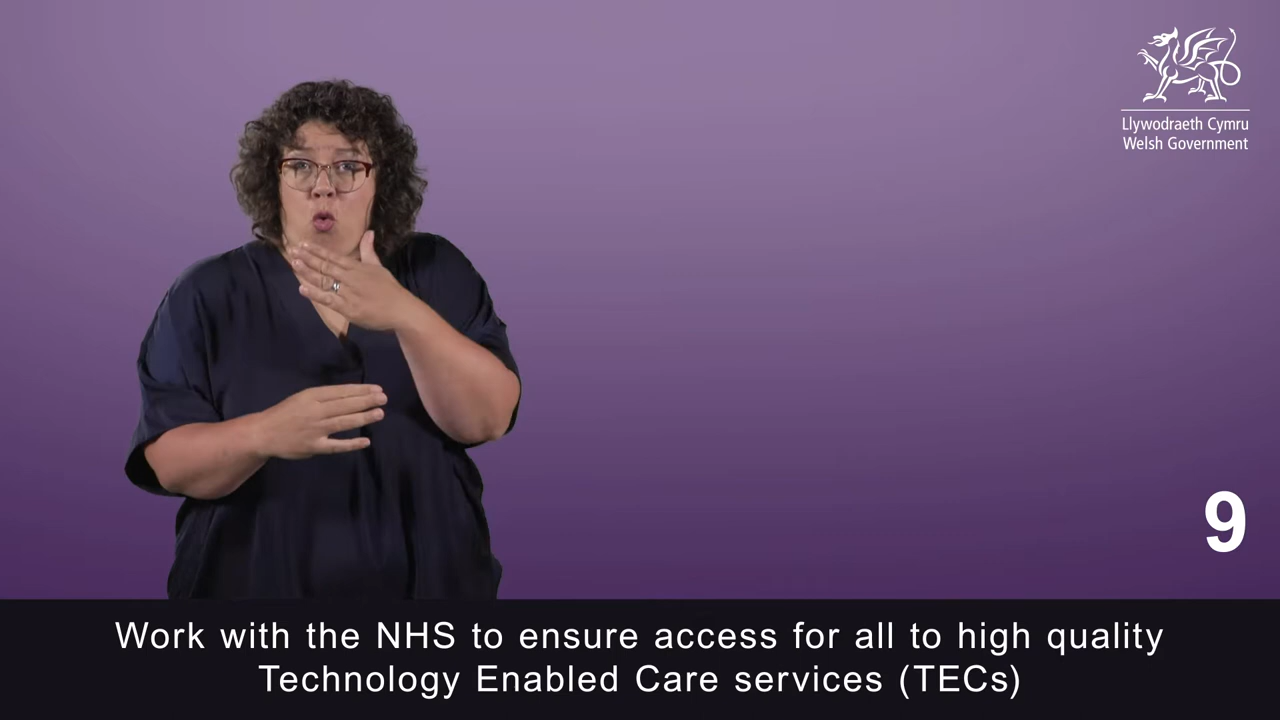 Llywodraeth Cymru
Welsh Government
9
Work with the NHS to ensure access for all to high quality
Technology Enabled Care services (TECs)